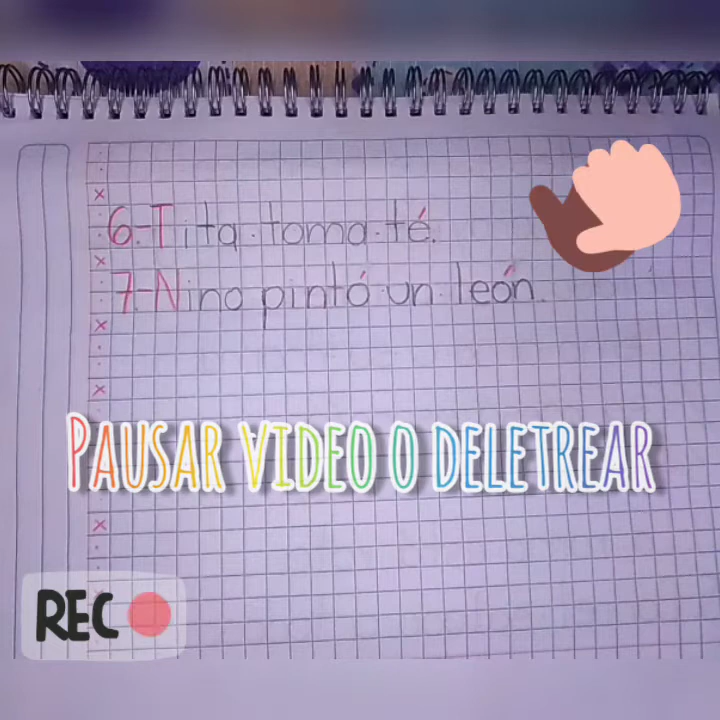 6.-Tita toma té.
7.-Nino pintó un león.
PAUSAR VIDEO O DELETREAR
REC